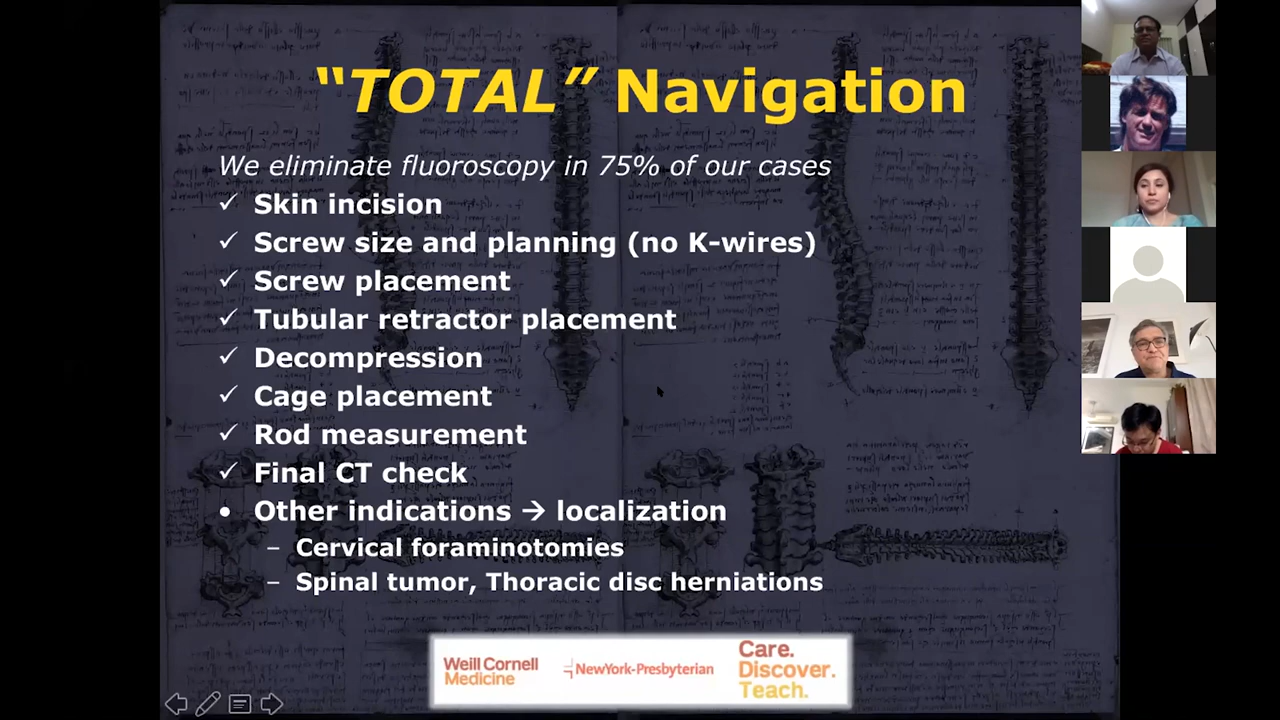 “TOTAL” Navigation
We eliminate fluoroscopy in 75% of our cases
✓ Skin incision
✓ Screw size and planning (no K-wires)
✓ Screw placement
✓ Tubular retractor placement
✓ Decompression
✓ Cage placement
✓ Rod measurement
✓ Final CT check
• Other indications → localization
– Cervical foraminotomies
– Spinal tumor, Thoracic disc herniations
Weill Cornell
Medicine
NewYork-Presbyterian
Care.
Discover.
Teach.